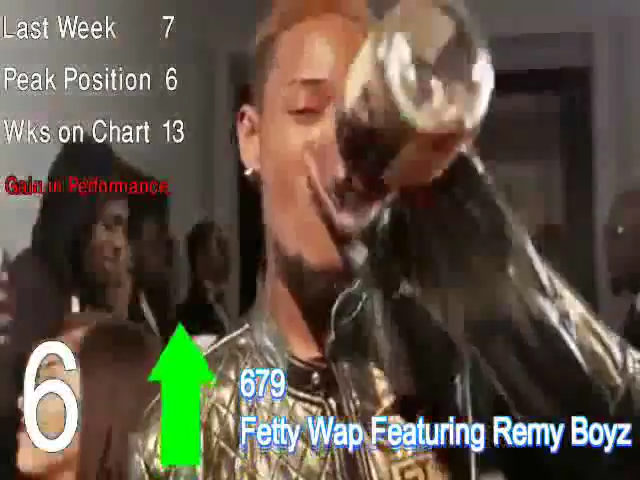 Last Week 7
Peak Position 6
Wks on Chart 13
Gain in Performance
6
679
Fetty Wap Featuring Remy Boyz